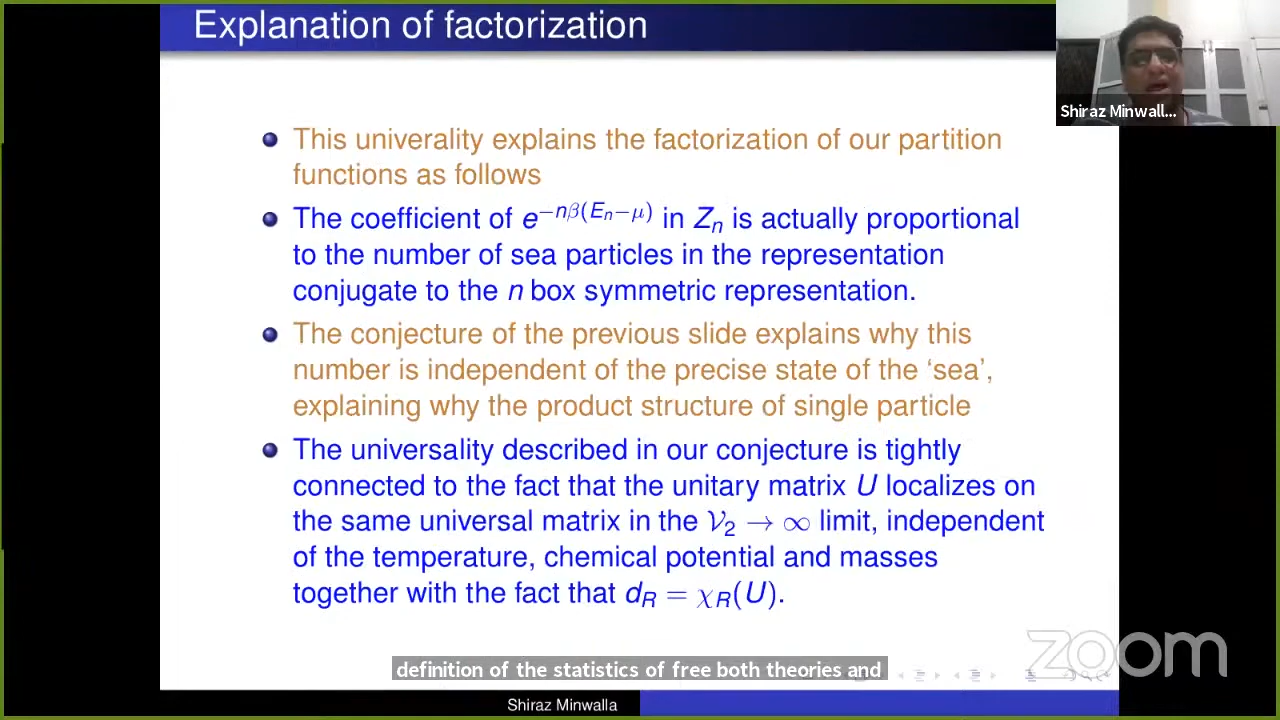 Explanation of factorization
Shiraz Minwall...
This univerality explains the factorization of our partition
functions as follows
The coefficient of e^{−nβ(E_n−μ)} in Z_n is actually proportional
to the number of sea particles in the representation
conjugate to the n box symmetric representation.
The conjecture of the previous slide explains why this
number is independent of the precise state of the ‘sea’,
explaining why the product structure of single particle
The universality described in our conjecture is tightly
connected to the fact that the unitary matrix U localizes on
the same universal matrix in the 𝒱_2 → ∞ limit, independent
of the temperature, chemical potential and masses
together with the fact that d_R = χ_R(U).
zoom
definition of the statistics of free both theories and
Shiraz Minwalla